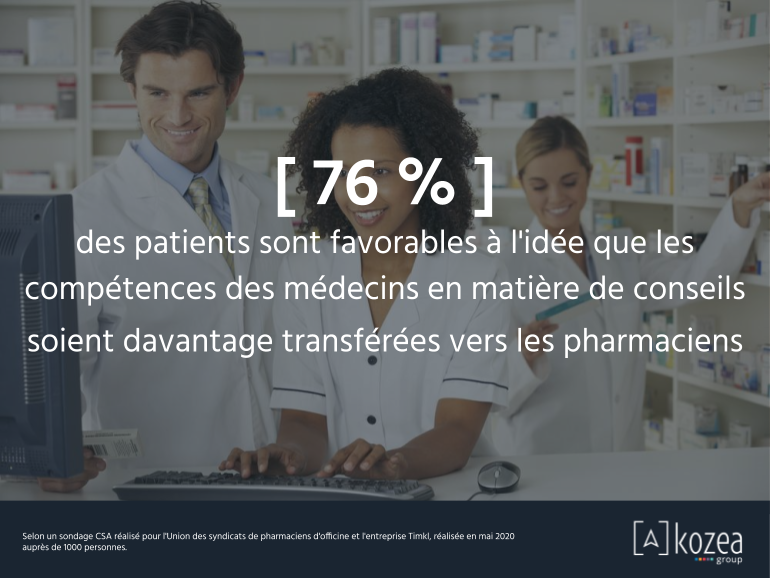 [ 76 % ]
des patients sont favorables à l'idée que les
compétences des médecins en matière de conseils
soient davantage transférées vers les pharmaciens
Selon un sondage CSA réalisé pour l'Union des syndicats de pharmaciens d'officine et l'entreprise Timkl, réalisée en mai 2020
auprès de 1000 personnes.
[A] kozea
group